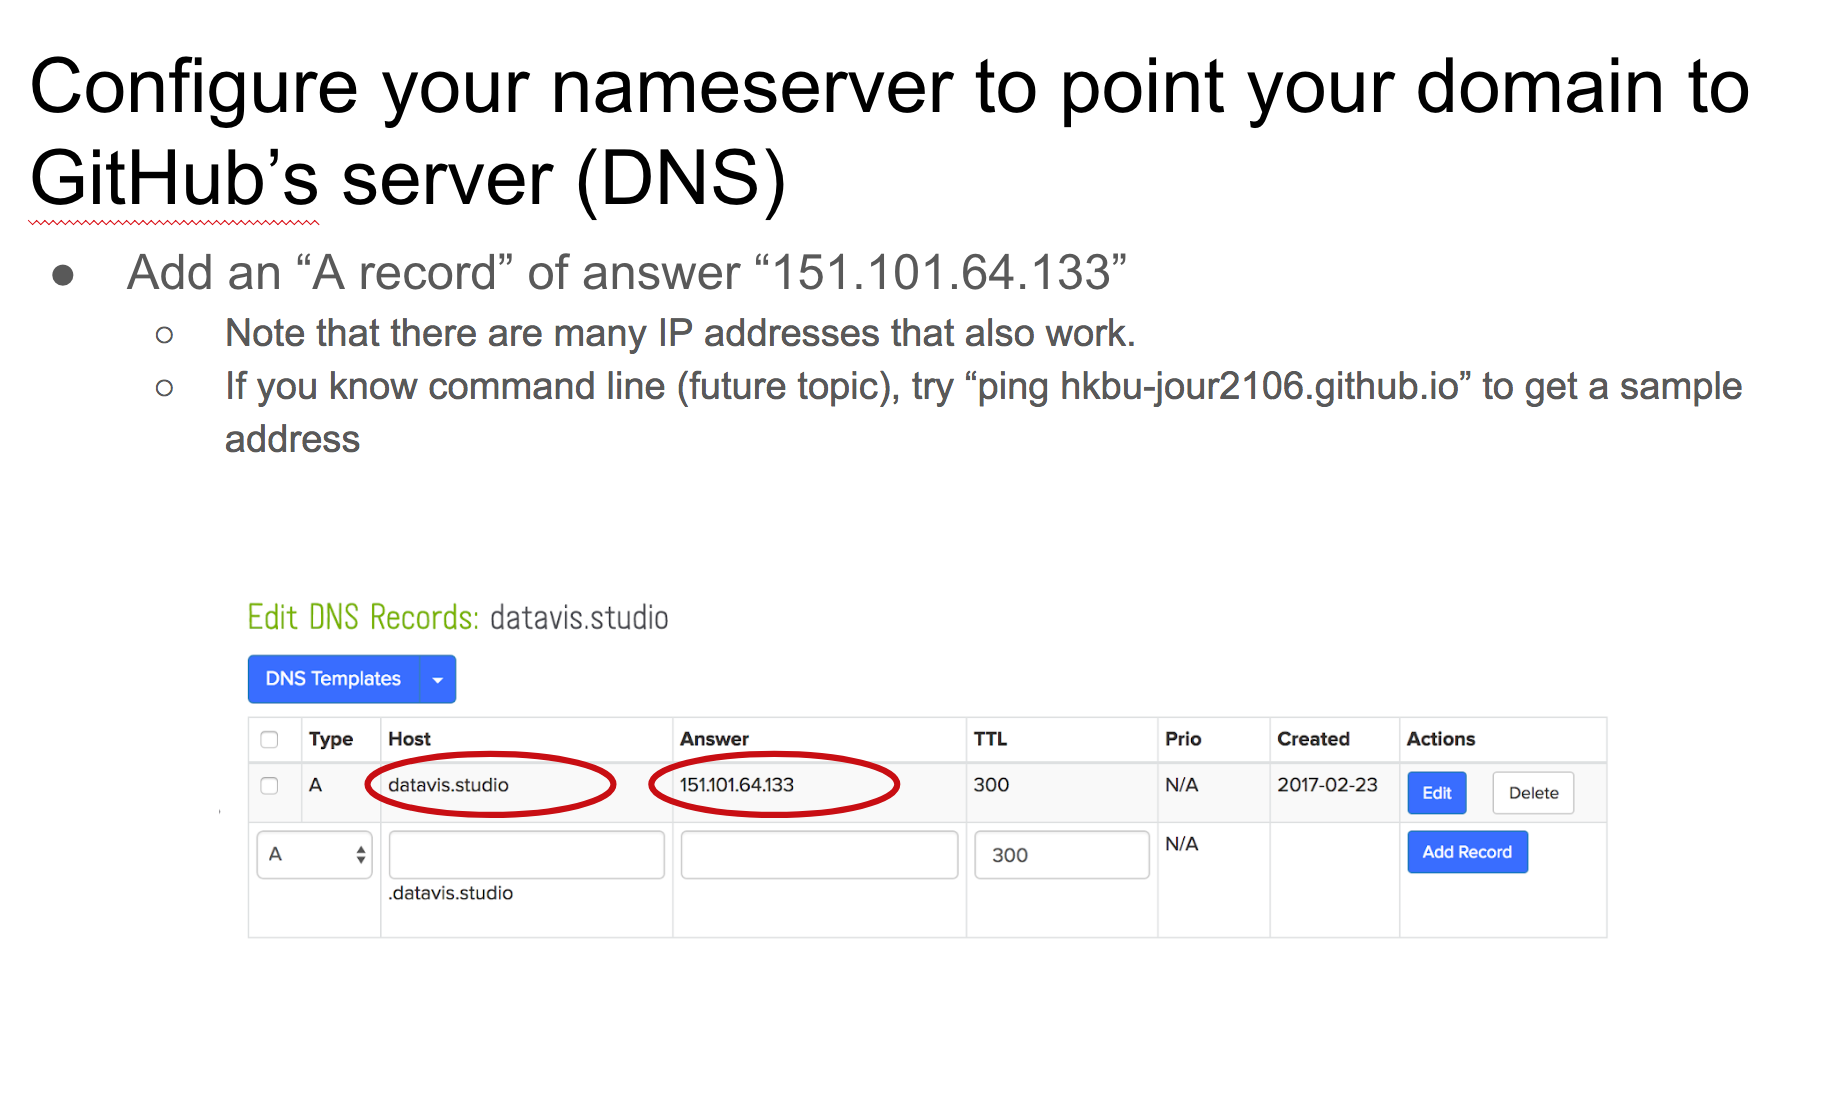 Configure your nameserver to point your domain to
GitHub’s server (DNS)
● Add an “A record” of answer “151.101.64.133”
○ Note that there are many IP addresses that also work.
○ If you know command line (future topic), try “ping hkbu-jour2106.github.io” to get a sample
address
Edit DNS Records: datavis.studio
DNS Templates
Type Host Answer TTL Prio Created Actions
A datavis.studio 151.101.64.133 300 N/A 2017-02-23 Edit Delete
A 300 N/A Add Record
.datavis.studio